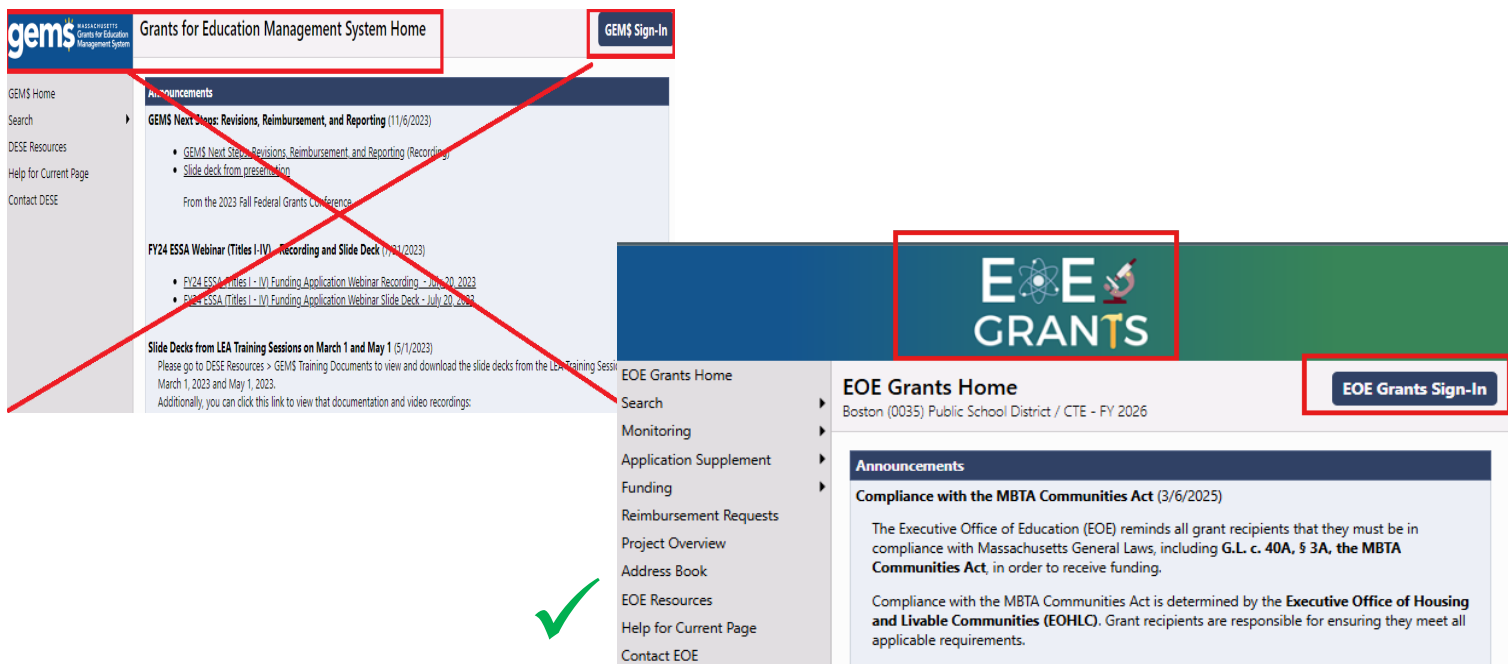 gem$ MASSACHUSETTS
Grants for Education
Management System
Grants for Education Management System Home
GEM$ Sign-In
GEM$ Home
Search
DESE Resources
Help for Current Page
Contact DESE
Announcements
GEM$ Next Steps: Revisions, Reimbursement, and Reporting (11/6/2023)
• GEM$ Next Steps: Revisions, Reimbursement, and Reporting (Recording)
• Slide deck from presentation
From the 2023 Fall Federal Grants Conference
FY24 ESSA Webinar (Titles I-IV) - Recording and Slide Deck (7/21/2023)
• FY24 ESSA (Titles I - IV) Funding Application Webinar Recording - July 20, 2023
• FY24 ESSA (Titles I - IV) Funding Application Webinar Slide Deck - July 20, 2023
Slide Decks from LEA Training Sessions on March 1 and May 1 (5/1/2023)
Please go to DESE Resources > GEM$ Training Documents to view and download the slide decks from the LEA Training
March 1, 2023 and May 1, 2023.
Additionally, you can click this link to view that documentation and video recordings:
EOE
GRANTS
EOE Grants Home
Search
Monitoring
Application Supplement
Funding
Reimbursement Requests
Project Overview
Address Book
EOE Resources
Help for Current Page
Contact EOE
EOE Grants Home
EOE Grants Sign-In
Boston (0035) Public School District / CTE - FY 2026
Announcements
Compliance with the MBTA Communities Act (3/6/2025)
The Executive Office of Education (EOE) reminds all grant recipients that they must be in
compliance with Massachusetts General Laws, including G.L. c. 40A, § 3A, the MBTA
Communities Act, in order to receive funding.
Compliance with the MBTA Communities Act is determined by the Executive Office of Housing
and Livable Communities (EOHLC). Grant recipients are responsible for ensuring they meet all
applicable requirements.